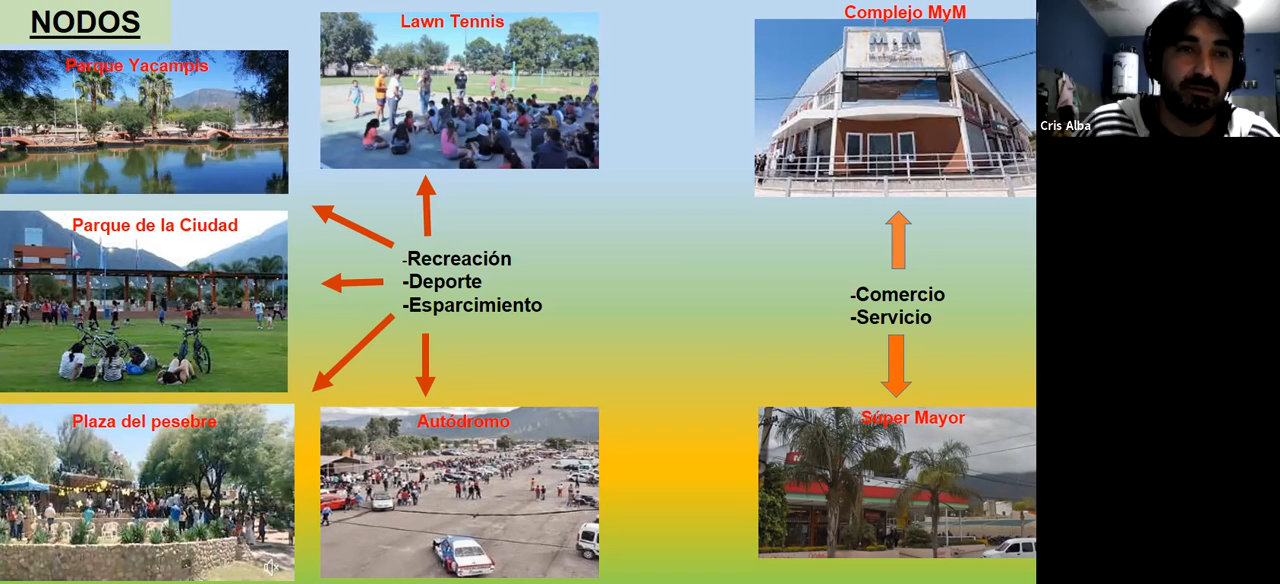 NODOS
Parque Yacampis
Lawn Tennis
Complejo MyM
M M
Cris Alba
Parque de la Ciudad
-Recreación
-Deporte
-Esparcimiento
-Comercio
-Servicio
Plaza del pesebre
Autódromo
Súper Mayor